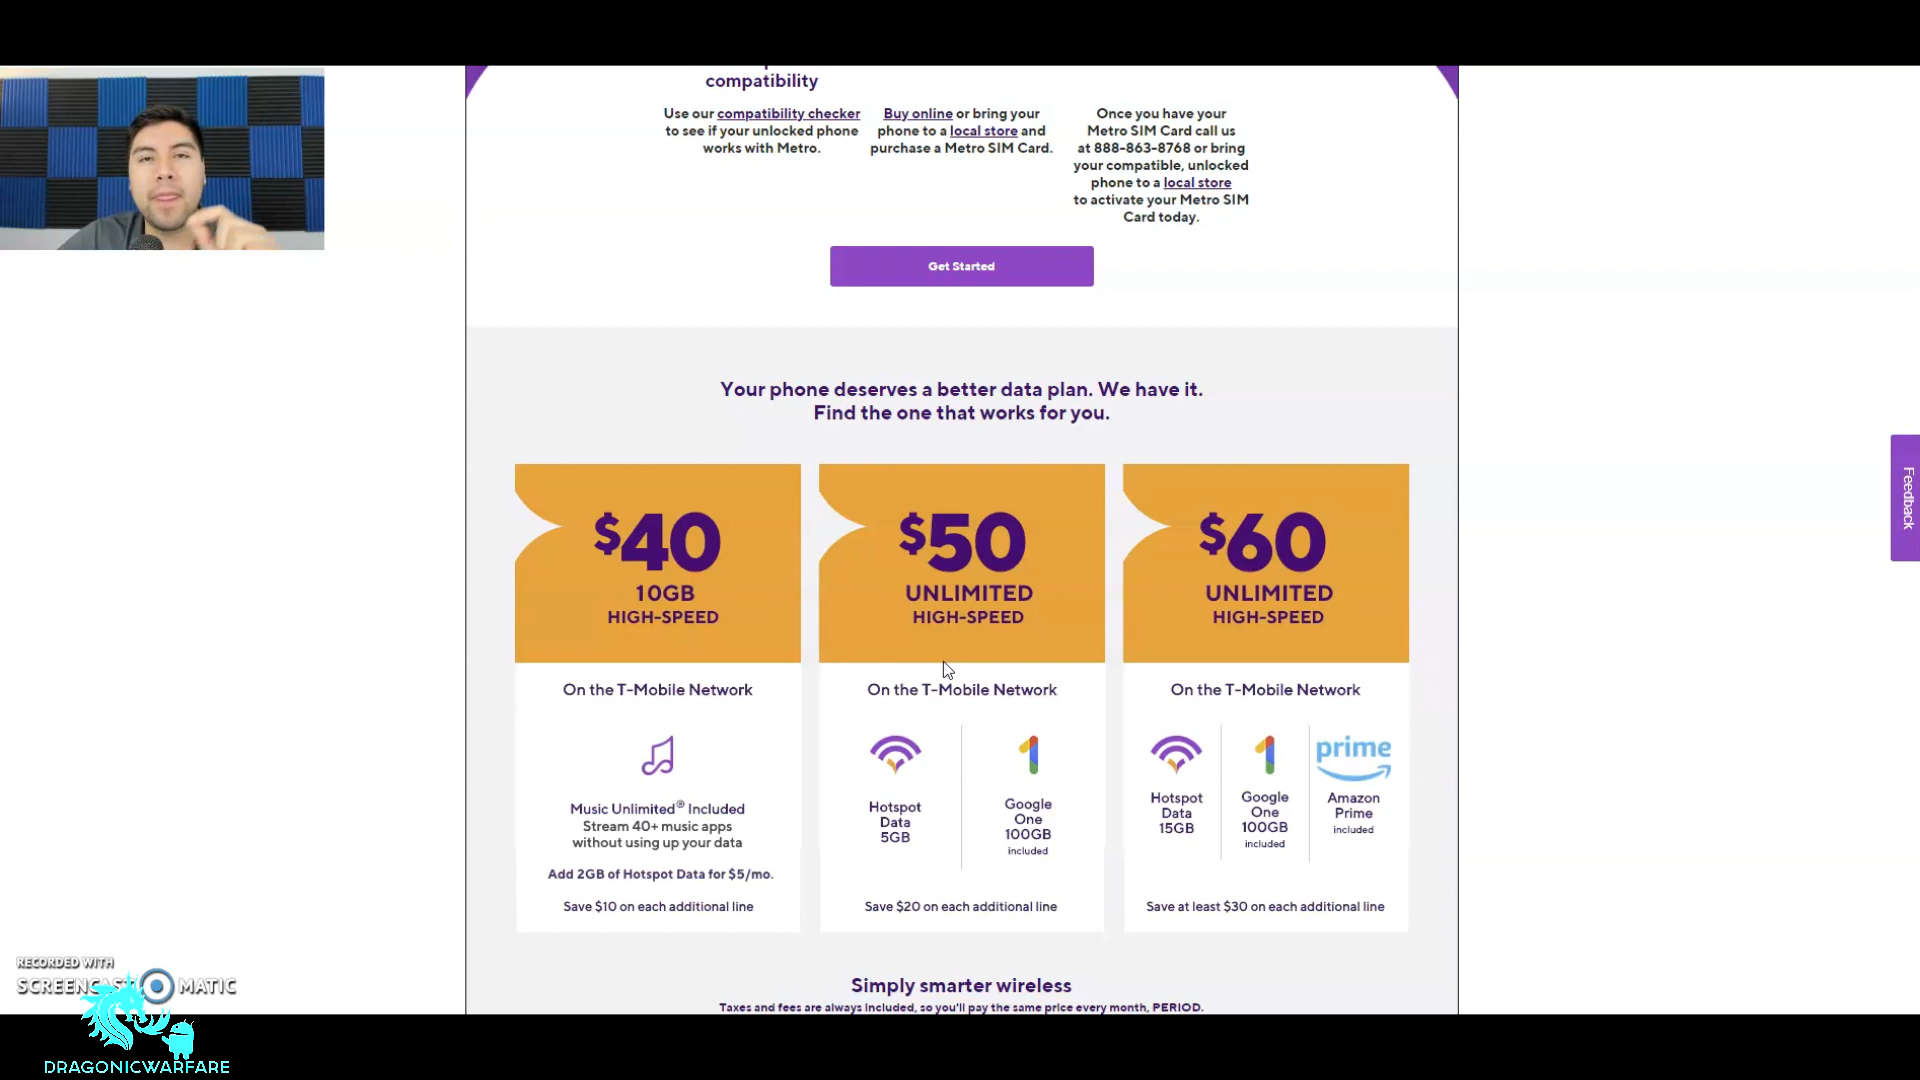 compatibility
Use our compatibility checker
to see if your unlocked phone
works with Metro.
Buy online or bring your
phone to a local store and
purchase a Metro SIM Card.
Once you have your
Metro SIM Card call us
at 888-863-8768 or bring
your compatible, unlocked
phone to a local store
to activate your Metro SIM
Card today.
Get Started
Your phone deserves a better data plan. We have it.
Find the one that works for you.
$40
10GB
HIGH-SPEED
On the T-Mobile Network
Music Unlimited® Included
Stream 40+ music apps
without using up your data
Add 2GB of Hotspot Data for $5/mo.
Save $10 on each additional line
$50
UNLIMITED
HIGH-SPEED
On the T-Mobile Network
Hotspot
Data
5GB
Google
One
100GB
included
Save $20 on each additional line
$60
UNLIMITED
HIGH-SPEED
On the T-Mobile Network
Hotspot
Data
15GB
Google
One
100GB
included
prime
Amazon
Prime
included
Save at least $30 on each additional line
Feedback
Simply smarter wireless
Taxes and fees are always included, so you'll pay the same price every month, PERIOD.
RECORDED WITH
SCREENCAST MATIC
DRAGONICWARFARE